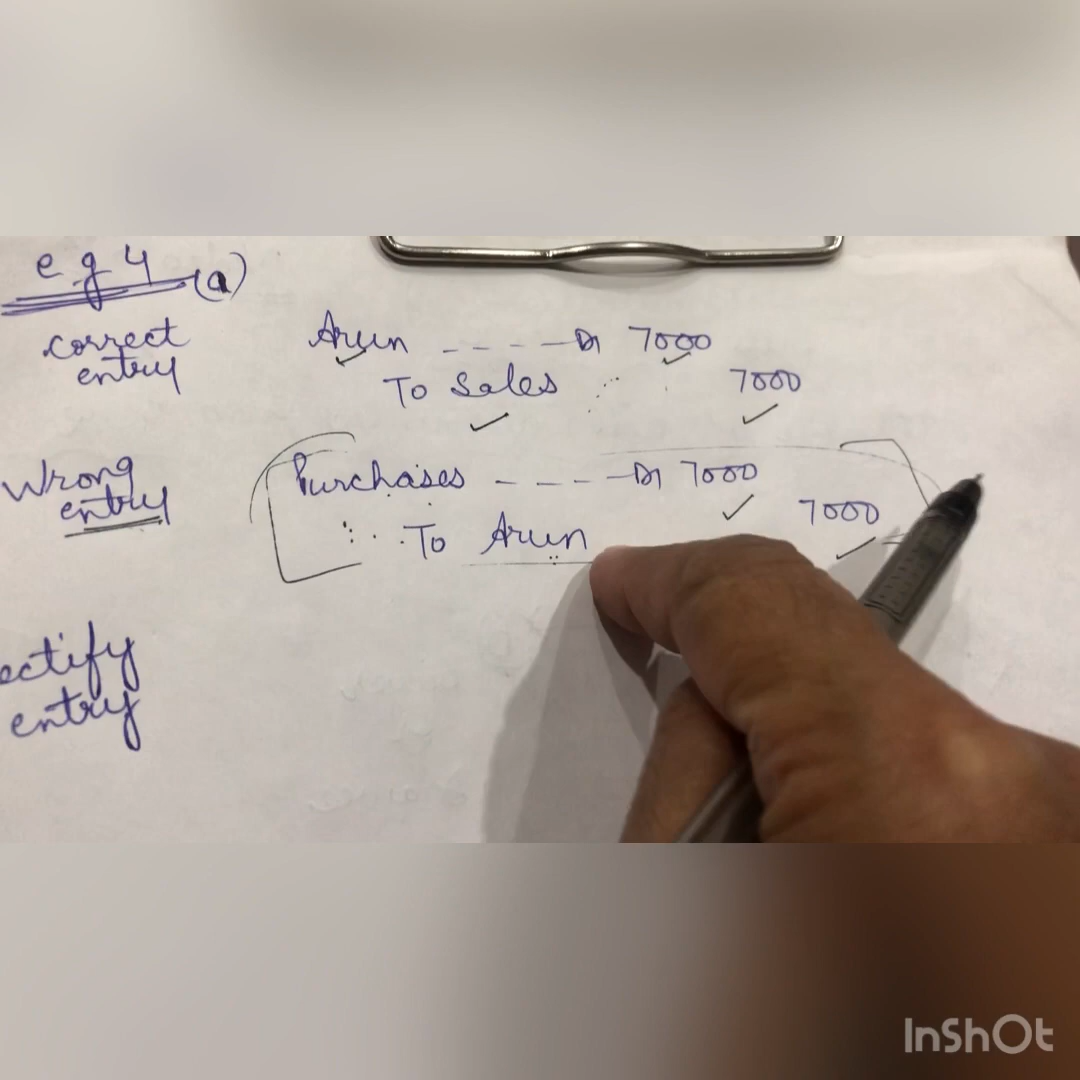 eg 4 (a)
correct
entry
Arun ---- Dr 7000
To Sales 7000
Wrong
entry
Purchases ---- Dr 7000
To Arun 7000
ectify
entry
InShOt